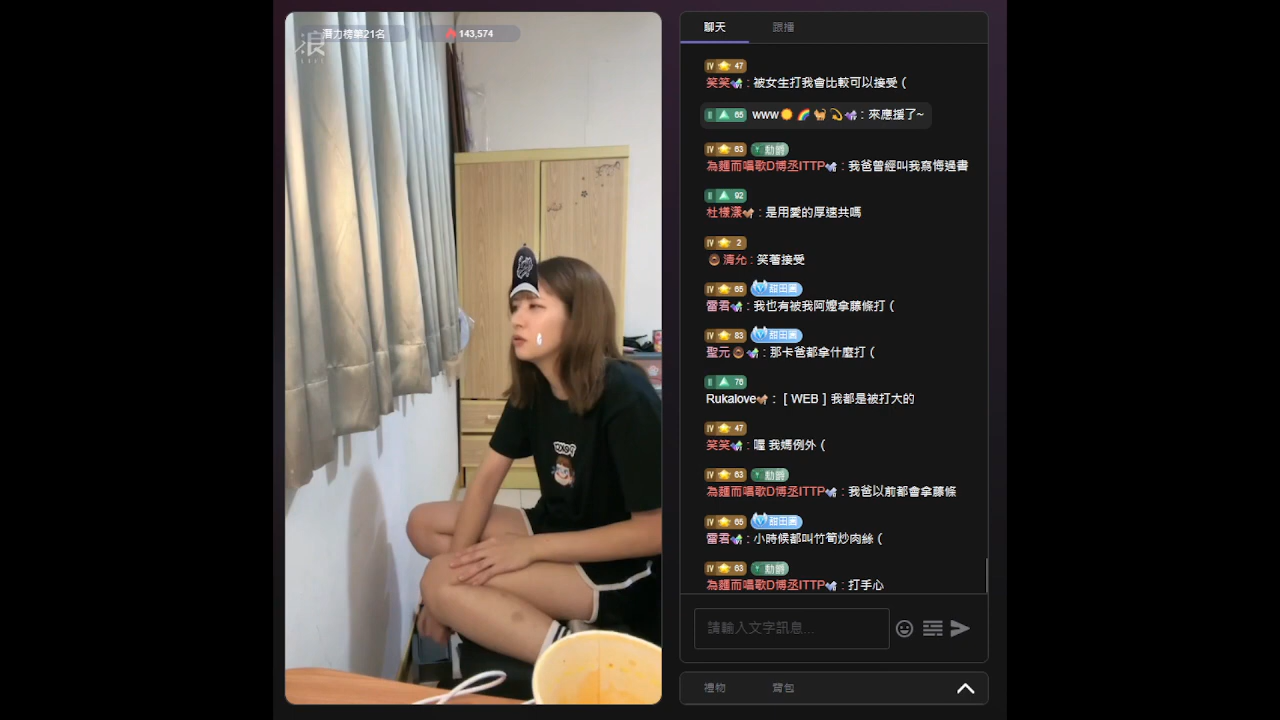 潛力榜第21名
143,574
浪
LIVE
聊天
跟播
IV 47
笑笑：被女生打我會比較可以接受（
II 65 www：來應援了~
IV 63 勳爵
為麵而唱歌D博丞ITTP：我爸曾經叫我寫悔過書
II 92
杜樣漾：是用愛的厚速共嗎
IV 2
清允：笑著接受
IV 65 甜田圈
雷君：我也有被我阿嬤拿藤條打（
IV 83 甜田圈
聖元：那卡爸都拿什麼打（
II 76
Rukalove：［WEB］我都是被打大的
IV 47
笑笑：喔 我媽例外（
IV 63 勳爵
為麵而唱歌D博丞ITTP：我爸以前都會拿藤條
IV 65 甜田圈
雷君：小時候都叫竹筍炒肉絲（
IV 63 勳爵
為麵而唱歌D博丞ITTP：打手心
請輸入文字訊息...
禮物
背包